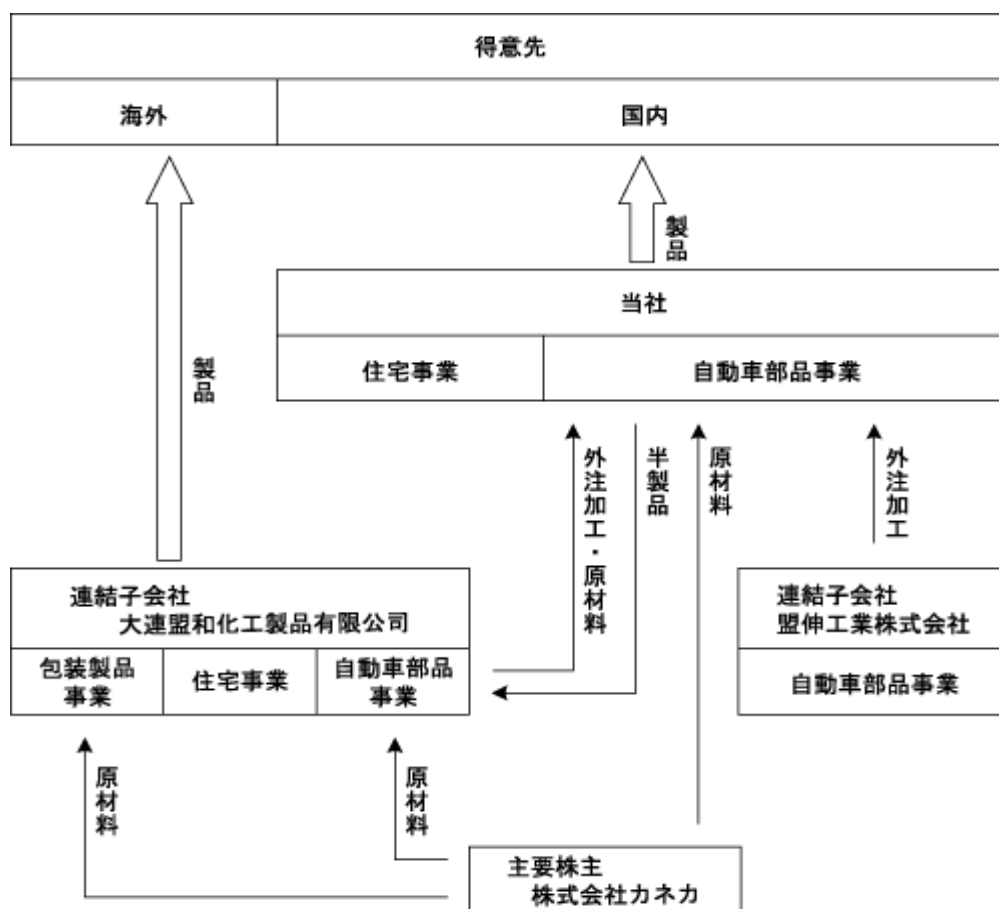 得意先
海外
国内
製品
当社
住宅事業
自動車部品事業
製品
外注加工・原材料
半製品
原材料
外注加工
連結子会社
大連盟和化工製品有限公司
包装製品
事業
住宅事業
自動車部品
事業
連結子会社
盟伸工業株式会社
自動車部品事業
原材料
原材料
主要株主
株式会社カネカ